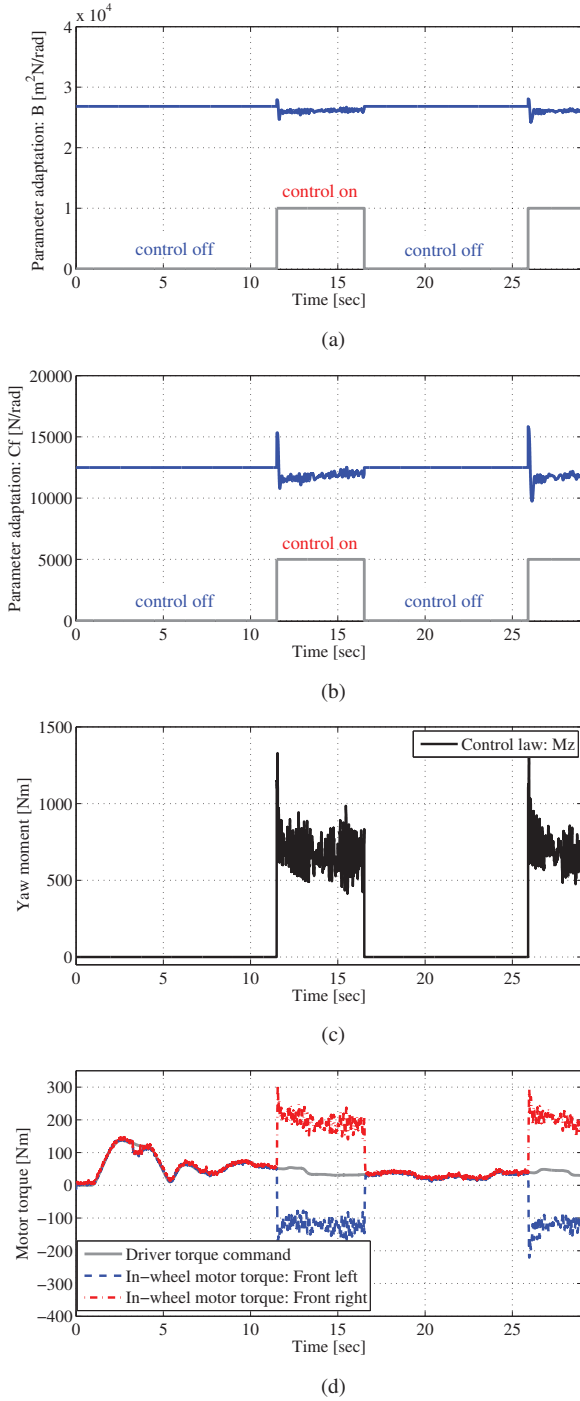 x 10⁴
4
3
2
1
0
Parameter adaptation: B [m²N/rad]
control on
control off
control off
0 5 10 15 20 25
Time [sec]
(a)
20000
15000
10000
5000
0
Parameter adaptation: Cf [N/rad]
control on
control off
control off
0 5 10 15 20 25
Time [sec]
(b)
1500
1000
500
0
Yaw moment [Nm]
Control law: Mz
0 5 10 15 20 25
Time [sec]
(c)
300
200
100
0
−100
−200
−300
−400
Motor torque [Nm]
Driver torque command
In−wheel motor torque: Front left
In−wheel motor torque: Front right
0 5 10 15 20 25
Time [sec]
(d)